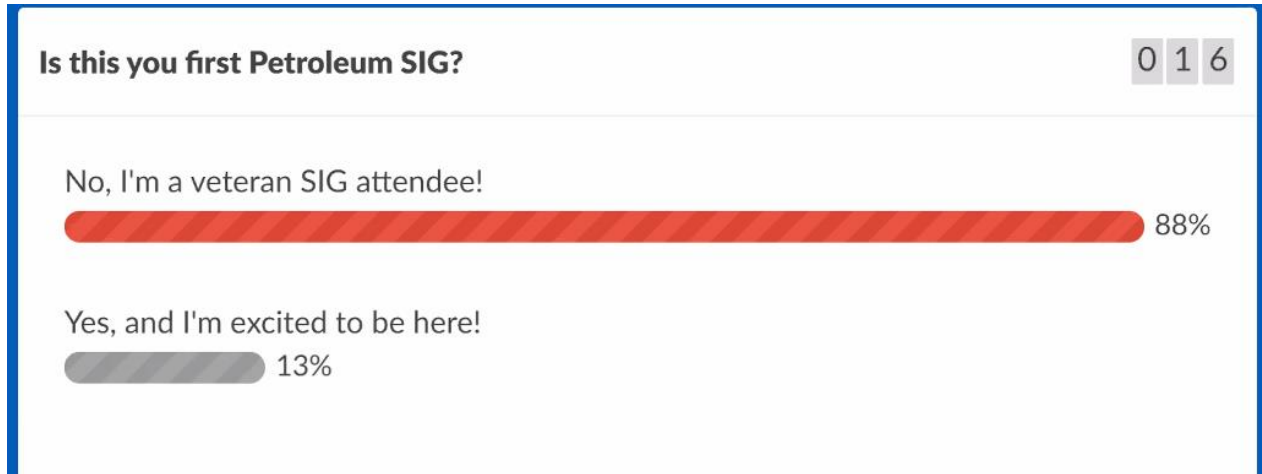 Is this you first Petroleum SIG?
0 1 6
No, I'm a veteran SIG attendee!
88%
Yes, and I'm excited to be here!
13%